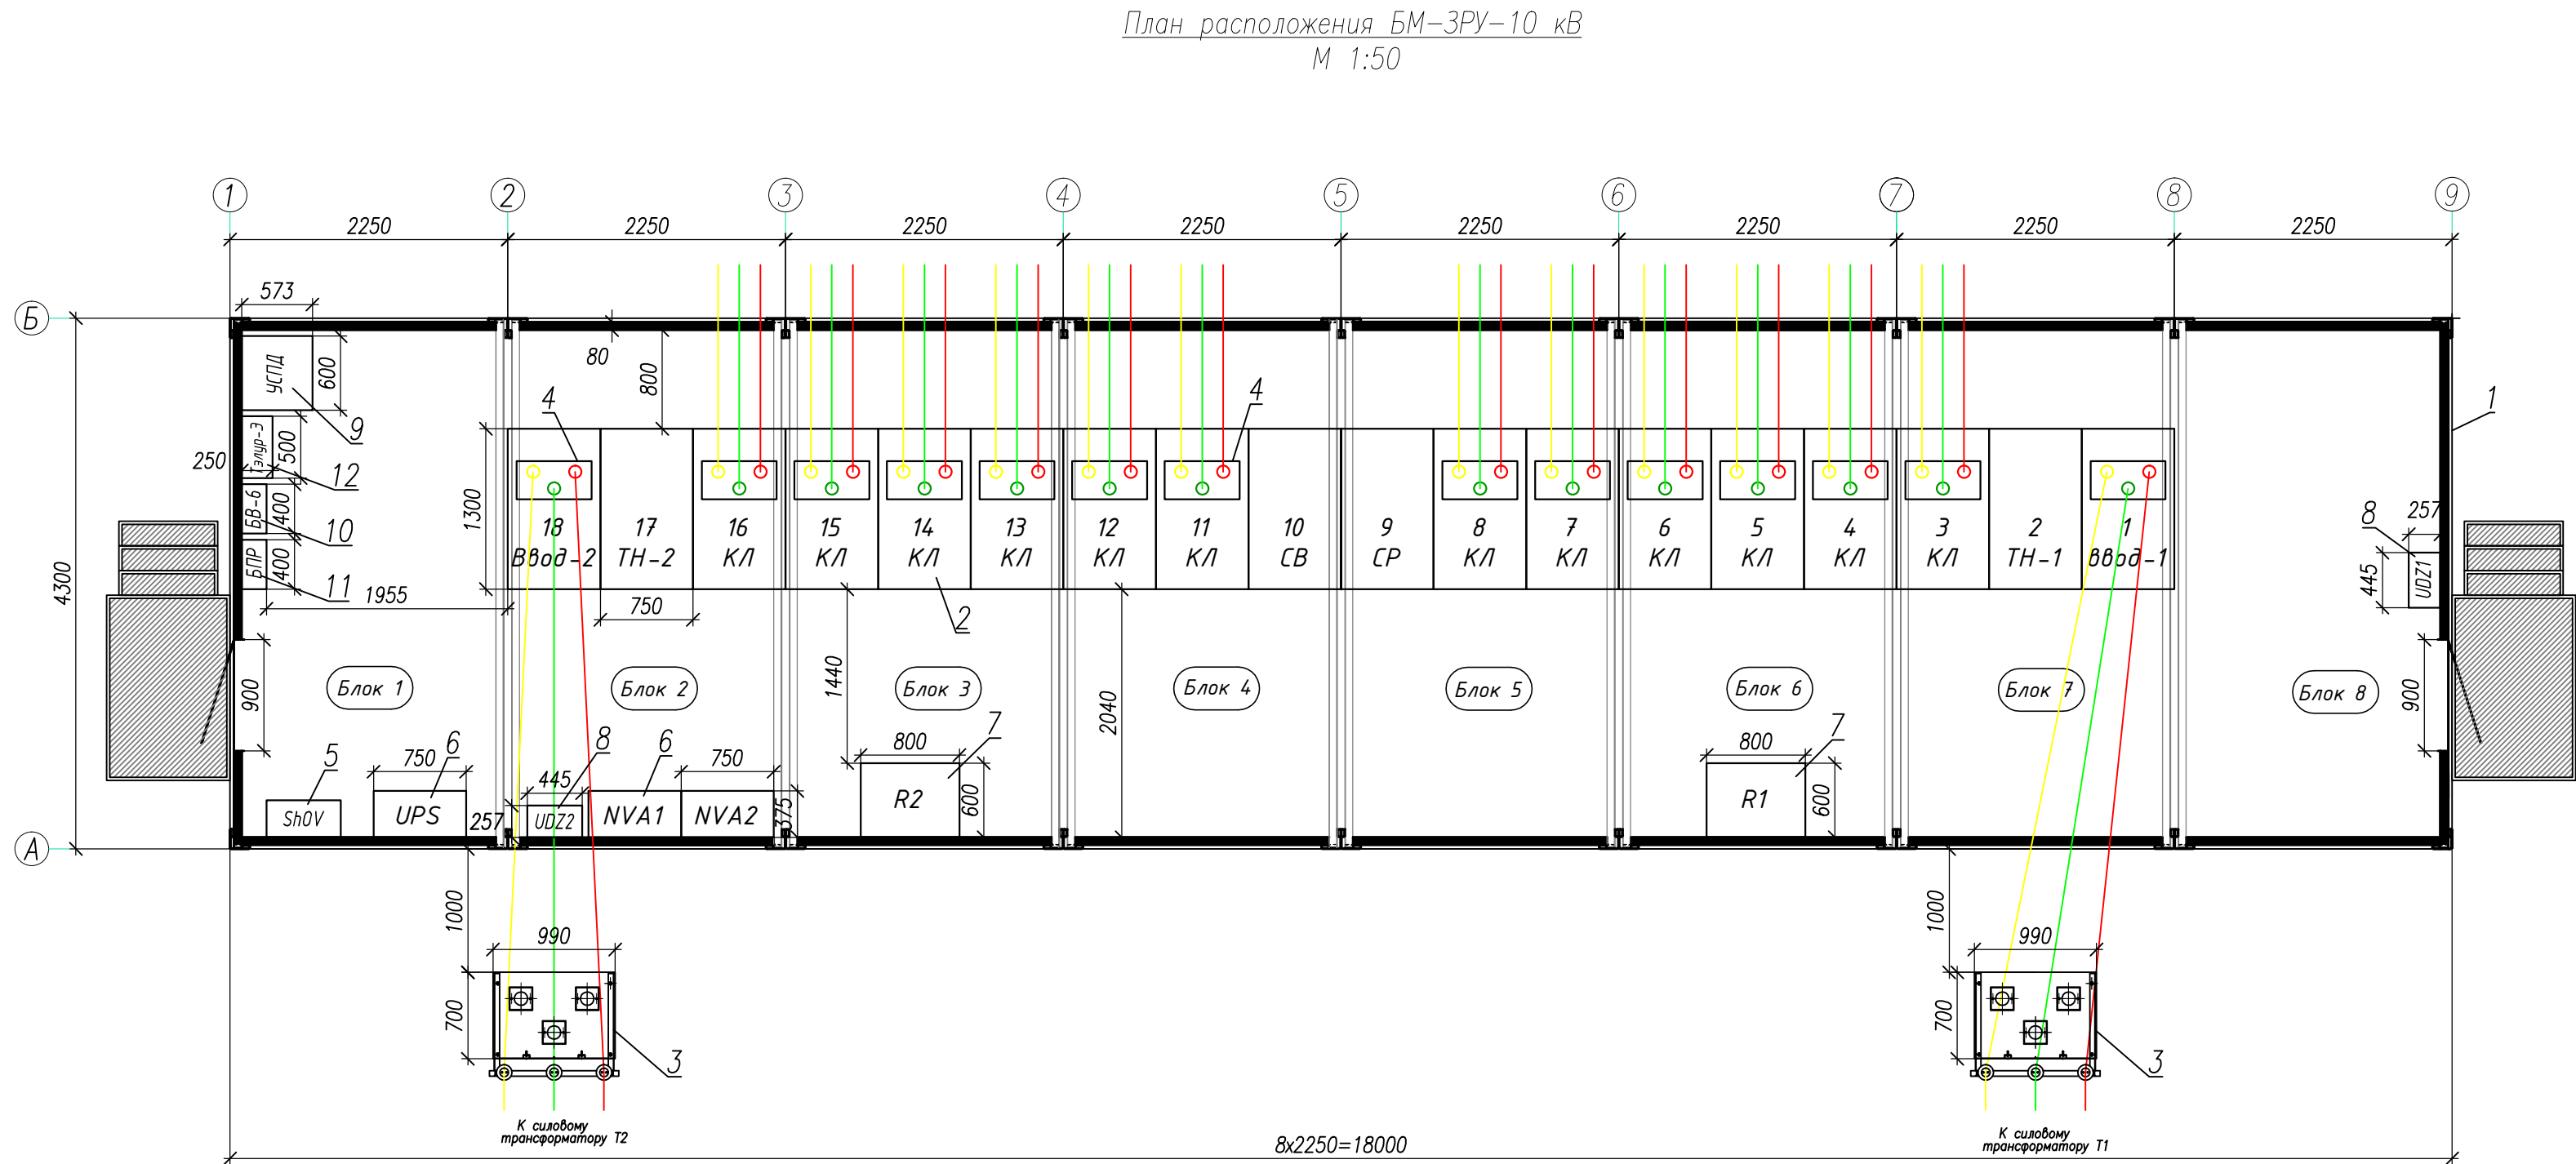 План расположения БМ-ЗРУ-10 кВ
М 1:50
1 2 3 4 5 6 7 8 9
2250 2250 2250 2250 2250 2250 2250 2250
573
Б
80
УСПД
600
800
4
4
1
9
Тэлур-Э
500
250
12
1300
БВ-6
400
10
БПР
400
11
1955
18 17 16 15 14 13 12 11 10 9 8 7 6 5 4 3 2 1
Ввод-2 ТН-2 КЛ КЛ КЛ КЛ КЛ КЛ СВ СР КЛ КЛ КЛ КЛ КЛ КЛ ТН-1 Ввод-1
257
8
445
UDZ1
4300
750
2
1440
2040
900
900
Блок 1 Блок 2 Блок 3 Блок 4 Блок 5 Блок 6 Блок 7 Блок 8
5
750
6
8
6
750
445
800
7
800
7
ShOV
UPS
257
UDZ2
NVA1
NVA2
375
R2
600
R1
600
А
1000
1000
990
990
700
700
3
3
К силовому
трансформатору Т2
К силовому
трансформатору Т1
8х2250=18000